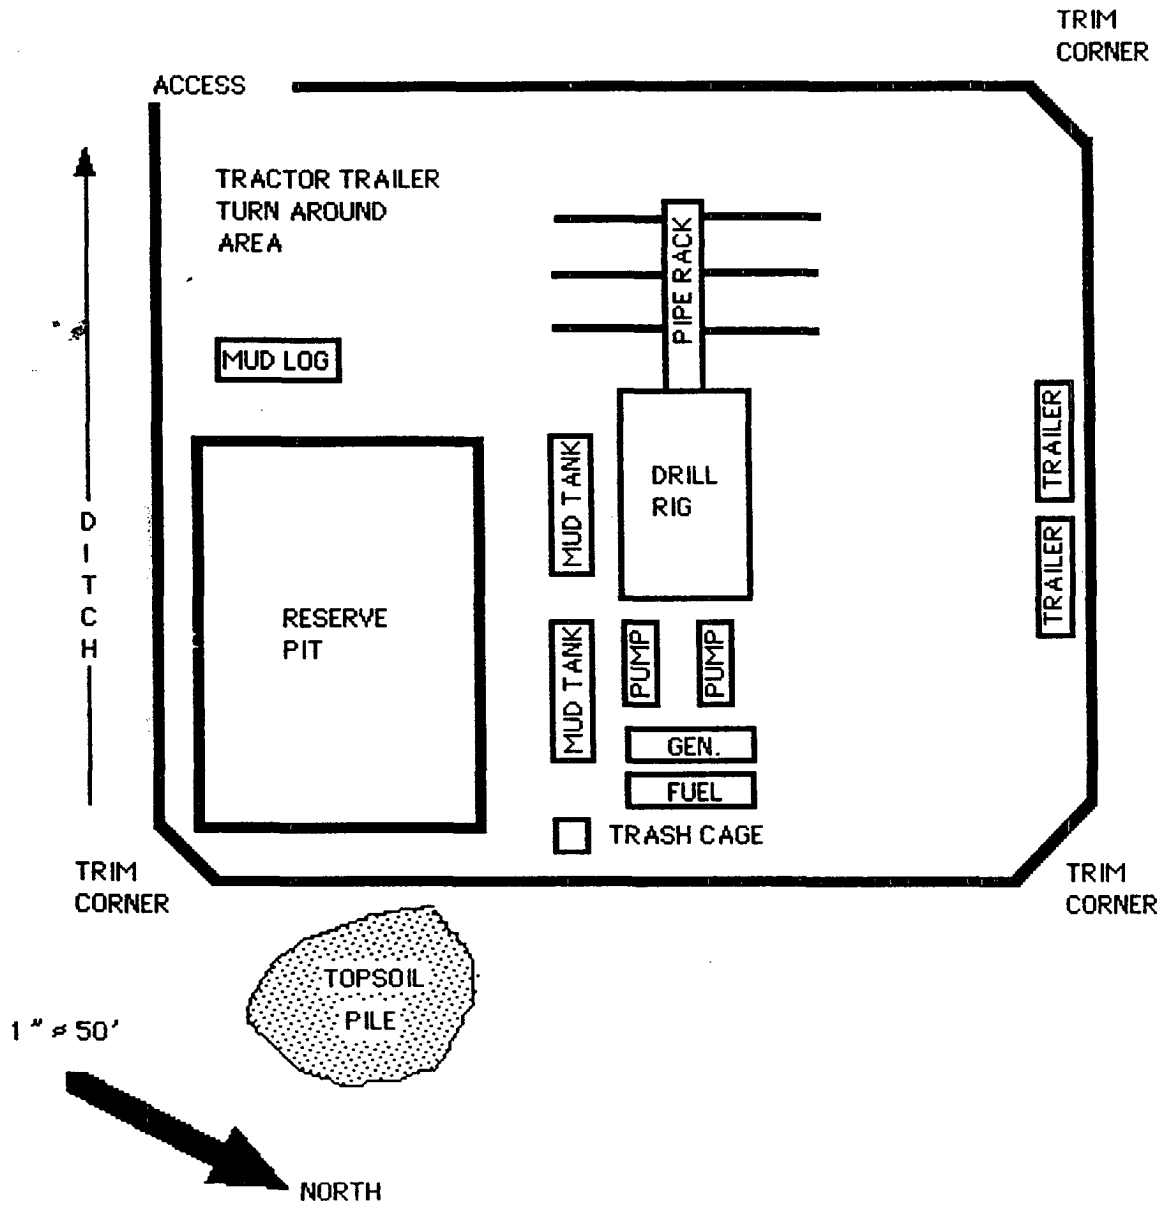 TRIM
CORNER
ACCESS
TRACTOR TRAILER
TURN AROUND
AREA
PIPE RACK
MUD LOG
TRAILER
MUD TANK
DRILL
RIG
DITCH
TRAILER
RESERVE
PIT
MUD TANK
PUMP
PUMP
GEN.
FUEL
TRASH CAGE
TRIM
CORNER
TRIM
CORNER
TOPSOIL
PILE
1" ≈ 50'
NORTH